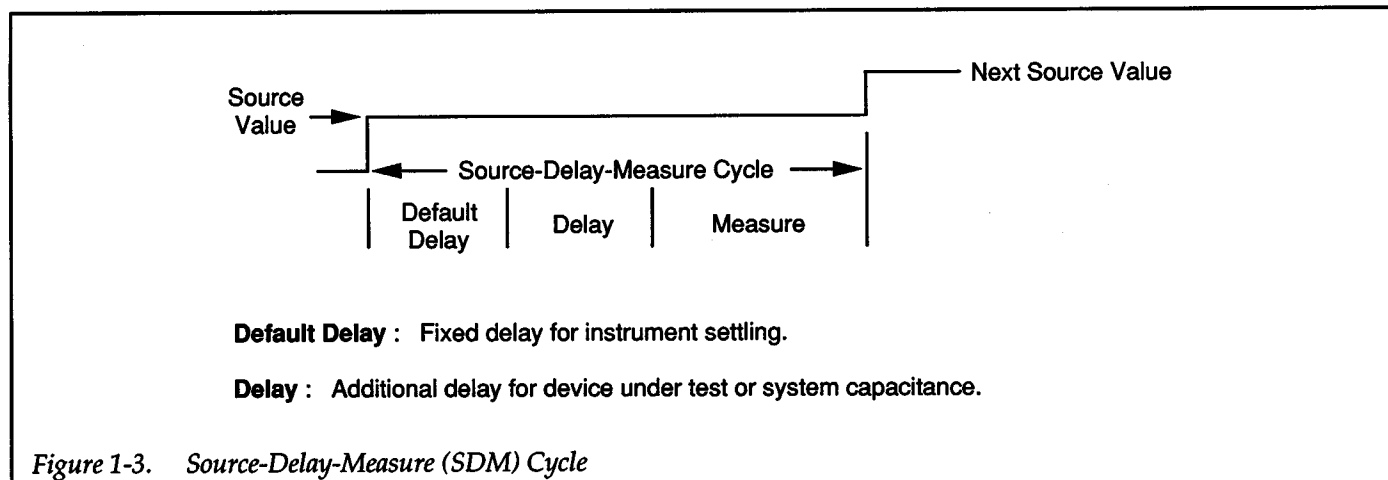 Next Source Value
Source
Value
Source-Delay-Measure Cycle
Default
Delay
Delay
Measure
Default Delay : Fixed delay for instrument settling.
Delay : Additional delay for device under test or system capacitance.
Figure 1-3. Source-Delay-Measure (SDM) Cycle